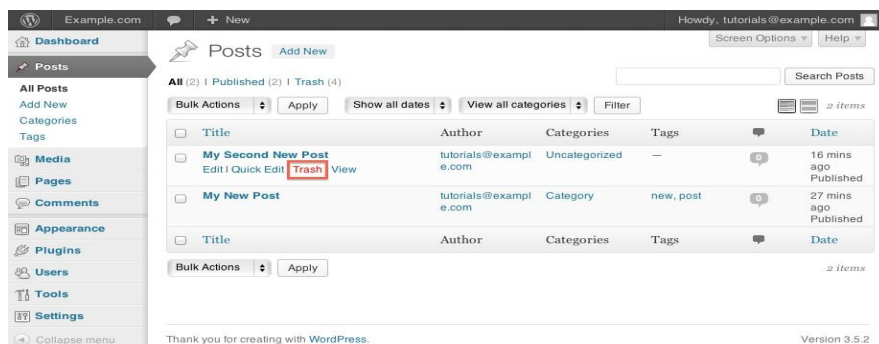 Example.com + New Howdy, tutorials@example.com
Dashboard
Posts
All Posts
Add New
Categories
Tags
Media
Pages
Comments
Appearance
Plugins
Users
Tools
Settings
Collapse menu
Screen Options Help
Posts Add New
All (2) | Published (2) | Trash (4)
Search Posts
Bulk Actions Apply Show all dates View all categories Filter 2 items
Title Author Categories Tags Date
My Second New Post tutorials@exampl Uncategorized — 0 16 mins
Edit | Quick Edit Trash View e.com ago
Published
My New Post tutorials@exampl Category new, post 0 27 mins
e.com ago
Published
Title Author Categories Tags Date
Bulk Actions Apply 2 items
Thank you for creating with WordPress. Version 3.5.2